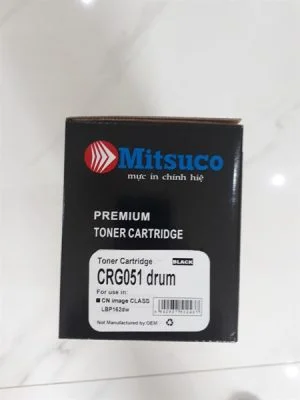 Mitsuco
mực in chính hiệ
PREMIUM
TONER CARTRIDGE
Toner Cartridge BLACK
CRG051 drum
For use in:
CN image CLASS
LBP162dw
Not Manufactured by OEM